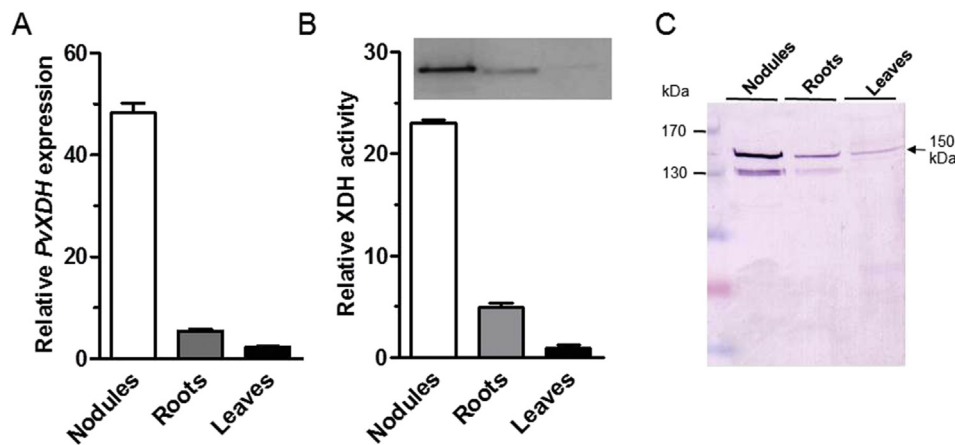 A
Relative PvXDH expression
60
40
20
0
Nodules
Roots
Leaves
B
Relative XDH activity
30
20
10
0
Nodules
Roots
Leaves
C
Nodules
Roots
Leaves
kDa
170
130
150
kDa